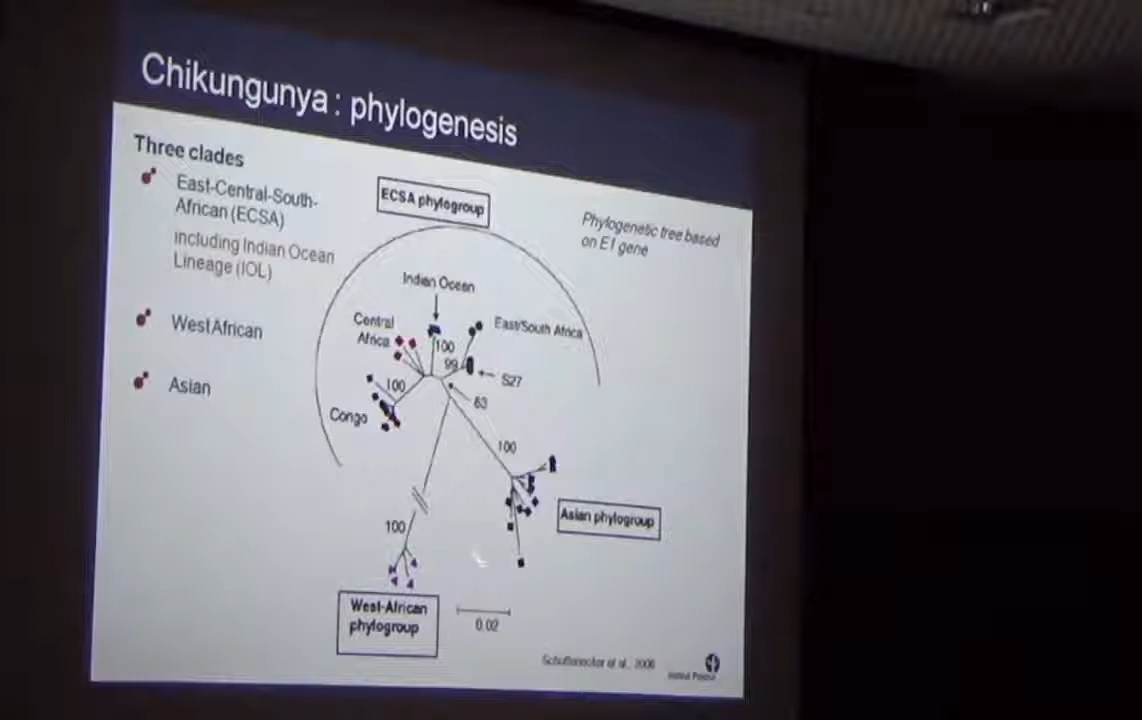 Chikungunya : phylogenesis
Three clades
East-Central-South-
African (ECSA)
including Indian Ocean
Lineage (IOL)
West African
Asian
ECSA phylogroup
Phylogenetic tree based
on E1 gene
Indian Ocean
Central
Africa
East/South Africa
100
99
S27
100
63
Congo
100
Asian phylogroup
100
West-African
phylogroup
0.02
Schuffenecker et al., 2006
Institut Pasteur